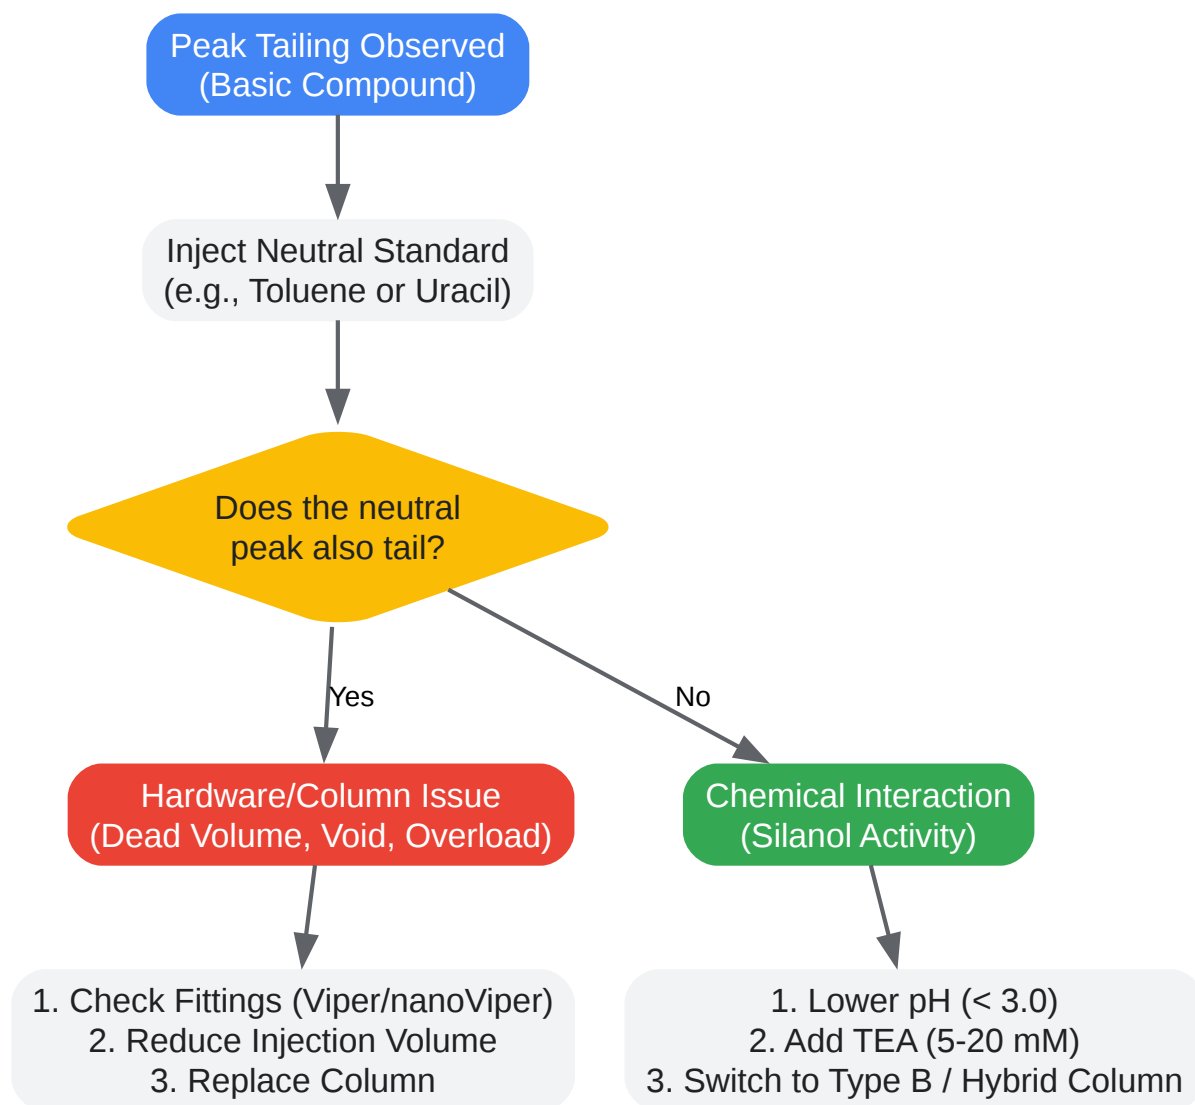 Peak Tailing Observed
(Basic Compound)
Inject Neutral Standard
(e.g., Toluene or Uracil)
Does the neutral
peak also tail?
Yes
No
Hardware/Column Issue
(Dead Volume, Void, Overload)
Chemical Interaction
(Silanol Activity)
1. Check Fittings (Viper/nanoViper)
2. Reduce Injection Volume
3. Replace Column
1. Lower pH (< 3.0)
2. Add TEA (5-20 mM)
3. Switch to Type B / Hybrid Column